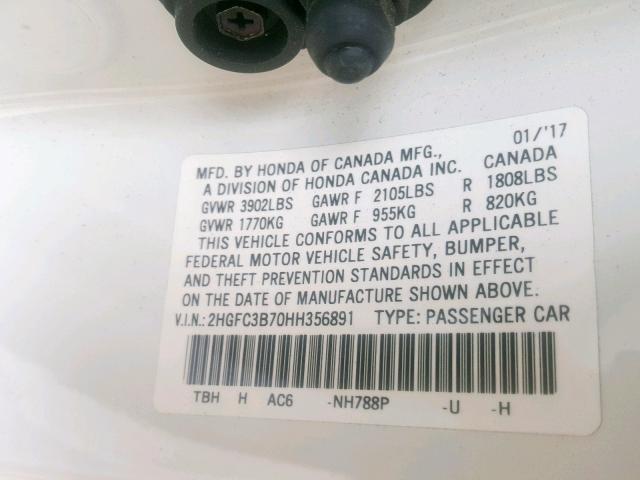 01/'17
MFD. BY HONDA OF CANADA MFG., CANADA
A DIVISION OF HONDA CANADA INC.
GVWR 3902LBS GAWR F 2105LBS R 1808LBS
GVWR 1770KG GAWR F 955KG R 820KG
THIS VEHICLE CONFORMS TO ALL APPLICABLE
FEDERAL MOTOR VEHICLE SAFETY, BUMPER,
AND THEFT PREVENTION STANDARDS IN EFFECT
ON THE DATE OF MANUFACTURE SHOWN ABOVE.
V.I.N.: 2HGFC3B70HH356891 TYPE: PASSENGER CAR
TBH H AC6 -NH788P -U -H